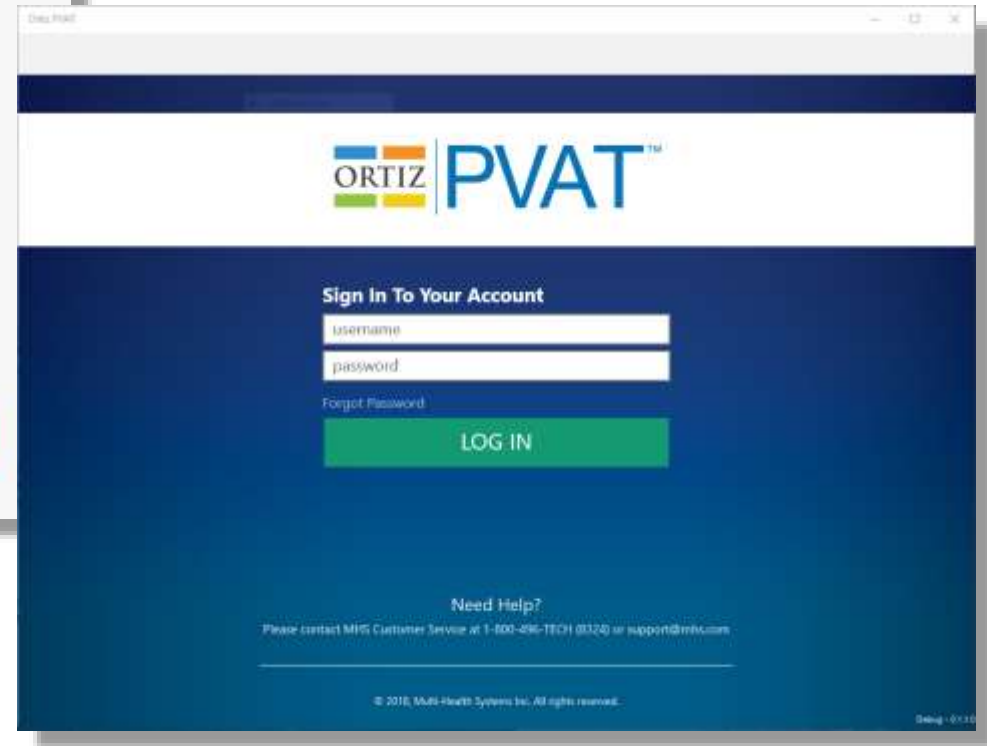 Ortiz PVAT
ORTIZ PVAT™
Sign In To Your Account
username
password
Forgot Password
LOG IN
Need Help?
Please contact MHS Customer Service at 1-800-496-TECH (8324) or support@mhs.com
© 2018, Multi-Health Systems Inc. All rights reserved.
Debug -